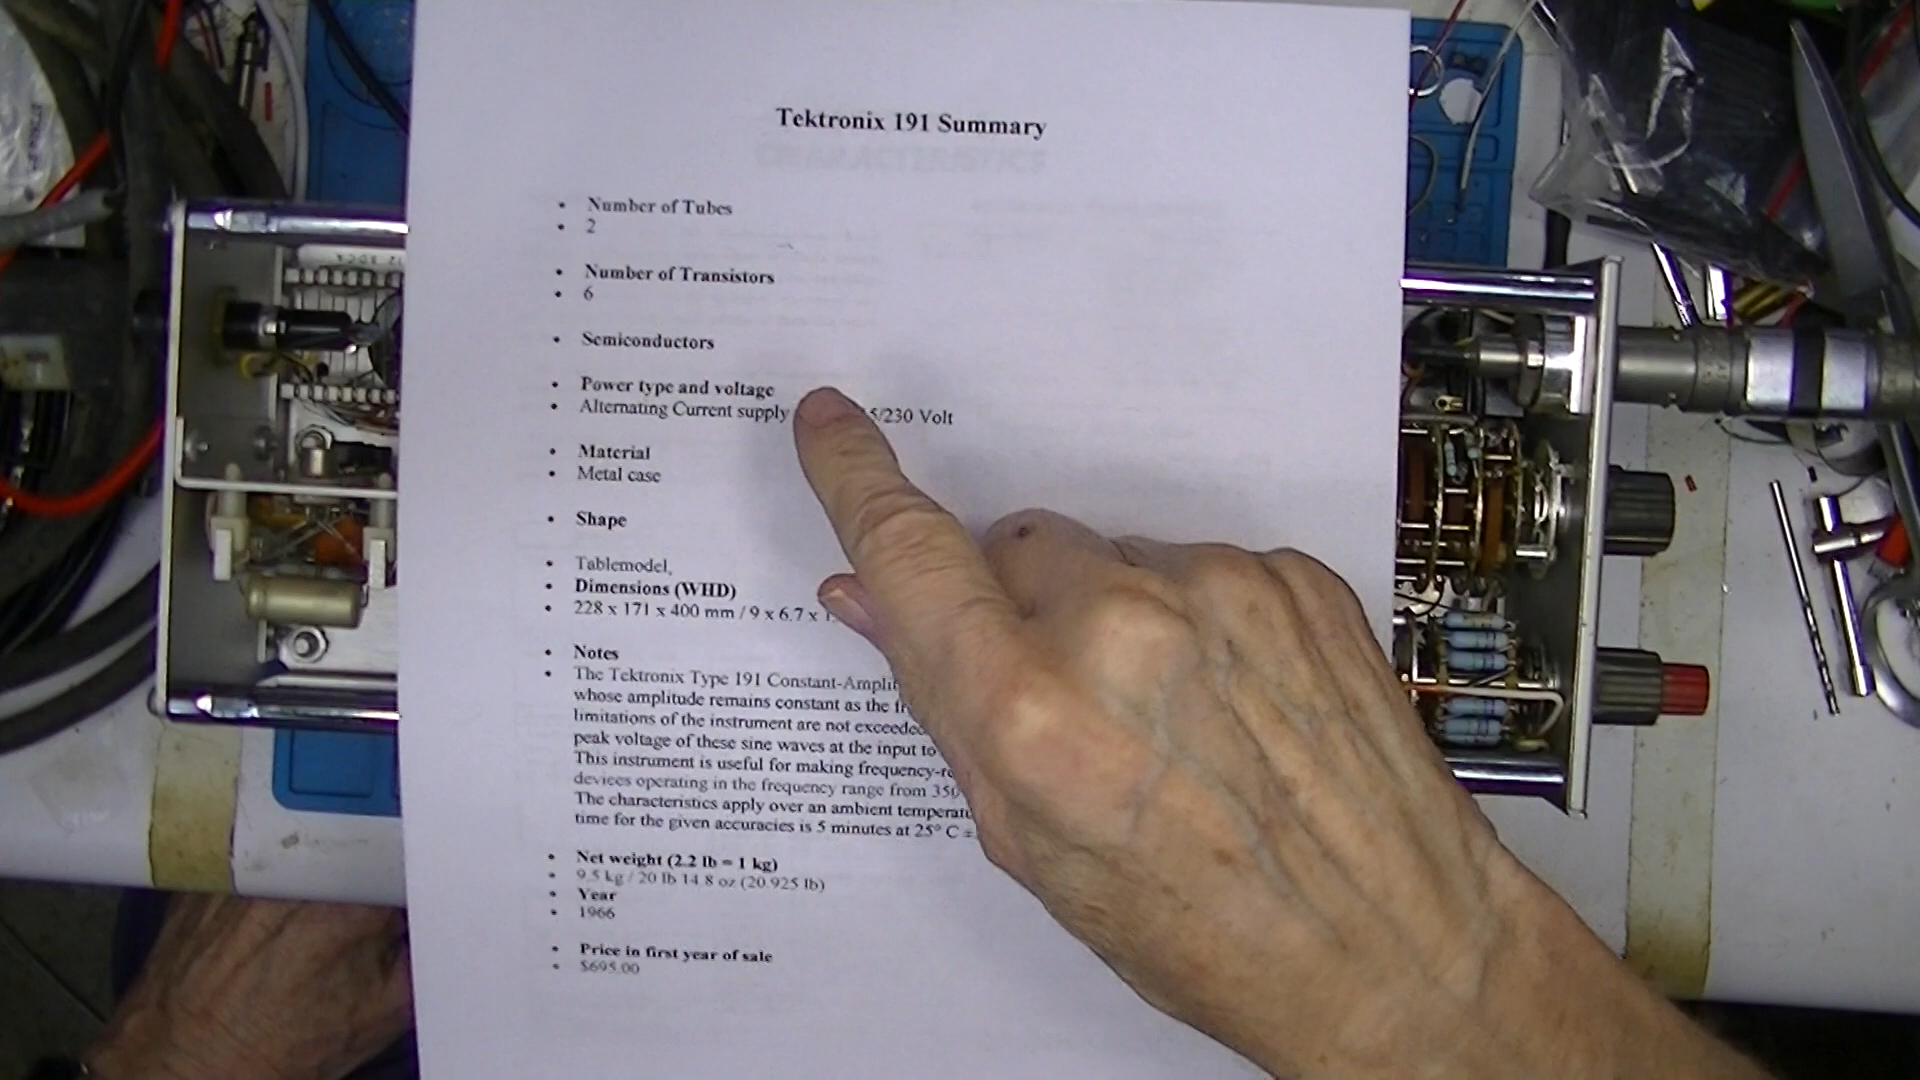 Tektronix 191 Summary
CHARACTERISTICS
• Number of Tubes
• 2
• Number of Transistors
• 6
• Semiconductors
• Power type and voltage
• Alternating Current supply 5/230 Volt
• Material
• Metal case
• Shape
• Tablemodel,
• Dimensions (WHD)
• 228 x 171 x 400 mm / 9 x 6.7 x
• Notes
• The Tektronix Type 191 Constant-Amplit
whose amplitude remains constant as the fr
limitations of the instrument are not exceeded
peak voltage of these sine waves at the input to
This instrument is useful for making frequency-re
devices operating in the frequency range from 350
The characteristics apply over an ambient temperatu
time for the given accuracies is 5 minutes at 25° C ±
• Net weight (2.2 lb = 1 kg)
• 9.5 kg / 20 lb 14.8 oz (20.925 lb)
• Year
• 1966
• Price in first year of sale
• $695.00